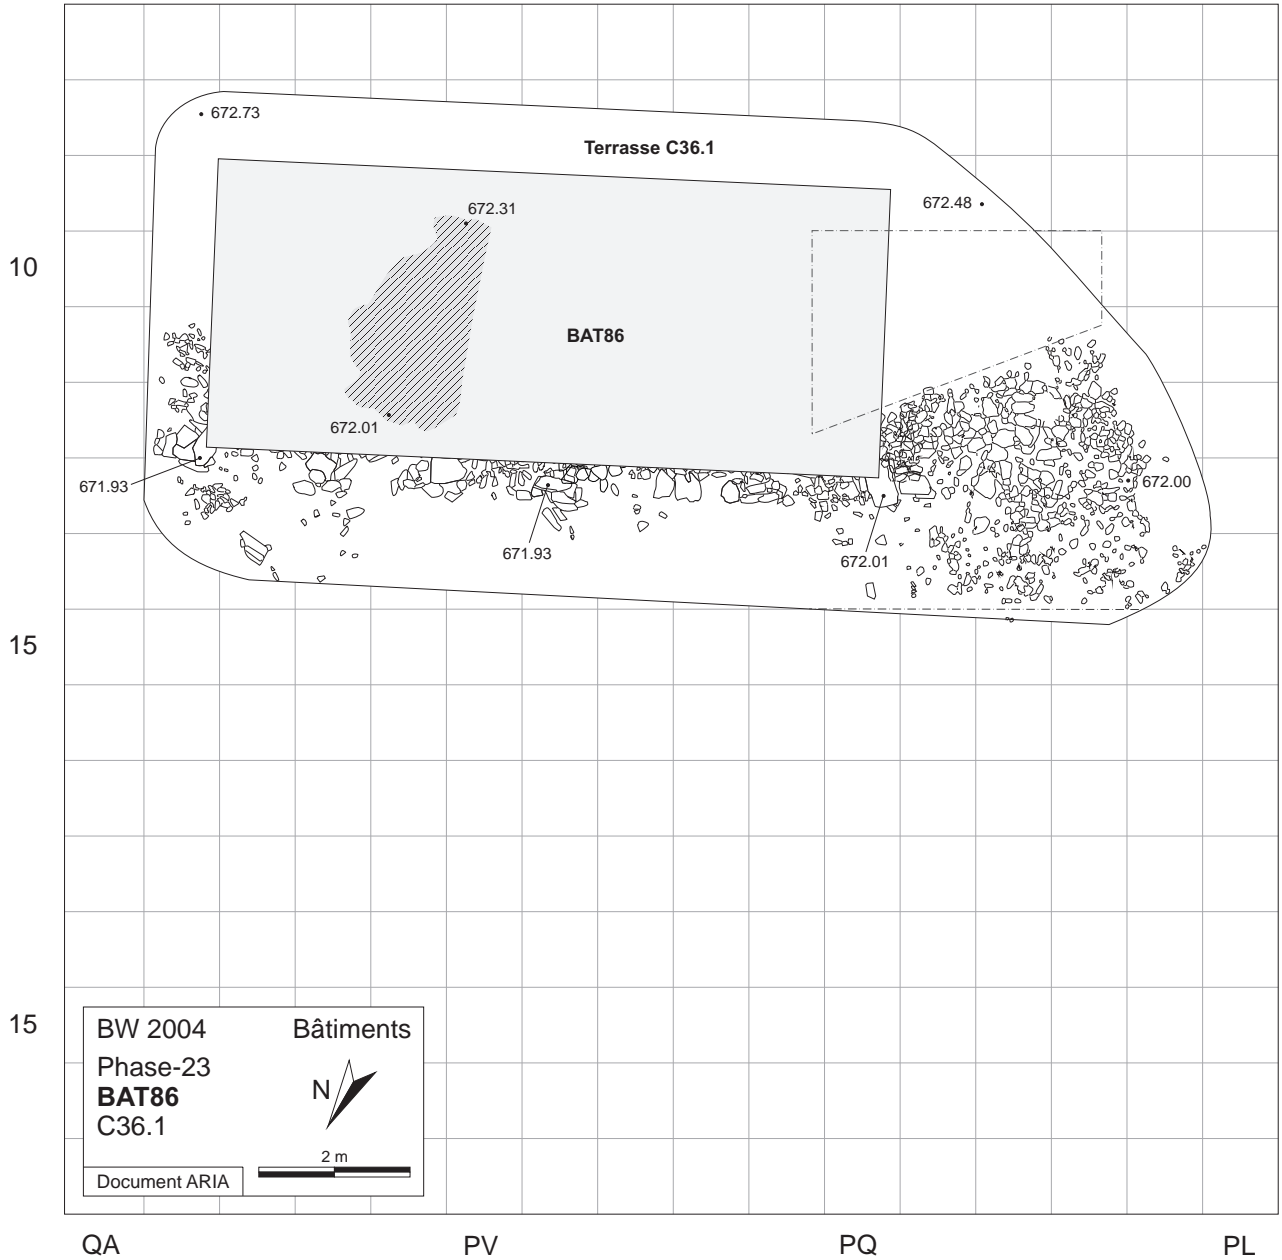 672.73
Terrasse C36.1
672.48
672.31
10
BAT86
672.01
671.93
672.00
671.93
672.01
15
15
BW 2004 Bâtiments
Phase-23
BAT86
C36.1
N
2 m
Document ARIA
QA PV PQ PL